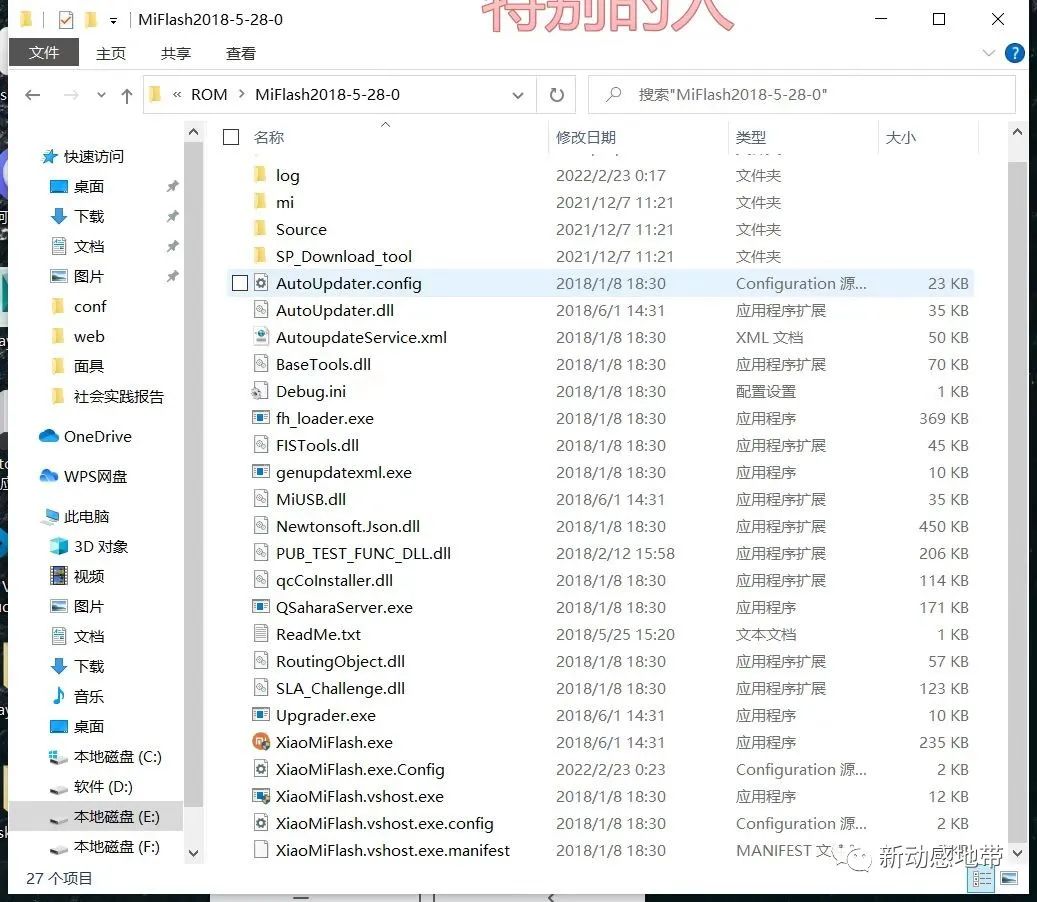 特别的人
MiFlash2018-5-28-0
文件 主页 共享 查看
« ROM > MiFlash2018-5-28-0 搜索"MiFlash2018-5-28-0"
名称 修改日期 类型 大小
快速访问
桌面
下载
文档
图片
conf
web
面具
社会实践报告
OneDrive
WPS网盘
此电脑
3D 对象
视频
图片
文档
下载
音乐
桌面
本地磁盘 (C:)
软件 (D:)
本地磁盘 (E:)
本地磁盘 (F:)
log 2022/2/23 0:17 文件夹
mi 2021/12/7 11:21 文件夹
Source 2021/12/7 11:21 文件夹
SP_Download_tool 2021/12/7 11:21 文件夹
AutoUpdater.config 2018/1/8 18:30 Configuration 源... 23 KB
AutoUpdater.dll 2018/6/1 14:31 应用程序扩展 35 KB
AutoupdateService.xml 2018/1/8 18:30 XML 文档 50 KB
BaseTools.dll 2018/1/8 18:30 应用程序扩展 70 KB
Debug.ini 2018/1/8 18:30 配置设置 1 KB
fh_loader.exe 2018/1/8 18:30 应用程序 369 KB
FISTools.dll 2018/1/8 18:30 应用程序扩展 45 KB
genupdatexml.exe 2018/1/8 18:30 应用程序 10 KB
MiUSB.dll 2018/6/1 14:31 应用程序扩展 35 KB
Newtonsoft.Json.dll 2018/1/8 18:30 应用程序扩展 450 KB
PUB_TEST_FUNC_DLL.dll 2018/2/12 15:58 应用程序扩展 206 KB
qcCoInstaller.dll 2018/1/8 18:30 应用程序扩展 114 KB
QSaharaServer.exe 2018/1/8 18:30 应用程序 171 KB
ReadMe.txt 2018/5/25 15:20 文本文档 1 KB
RoutingObject.dll 2018/1/8 18:30 应用程序扩展 57 KB
SLA_Challenge.dll 2018/1/8 18:30 应用程序扩展 123 KB
Upgrader.exe 2018/6/1 14:31 应用程序 10 KB
XiaoMiFlash.exe 2018/6/1 14:31 应用程序 235 KB
XiaoMiFlash.exe.Config 2022/2/23 0:23 Configuration 源... 2 KB
XiaoMiFlash.vshost.exe 2018/1/8 18:30 应用程序 12 KB
XiaoMiFlash.vshost.exe.config 2018/1/8 18:30 Configuration 源... 2 KB
XiaoMiFlash.vshost.exe.manifest 2018/1/8 18:30 MANIFEST
新动感地带
27 个项目